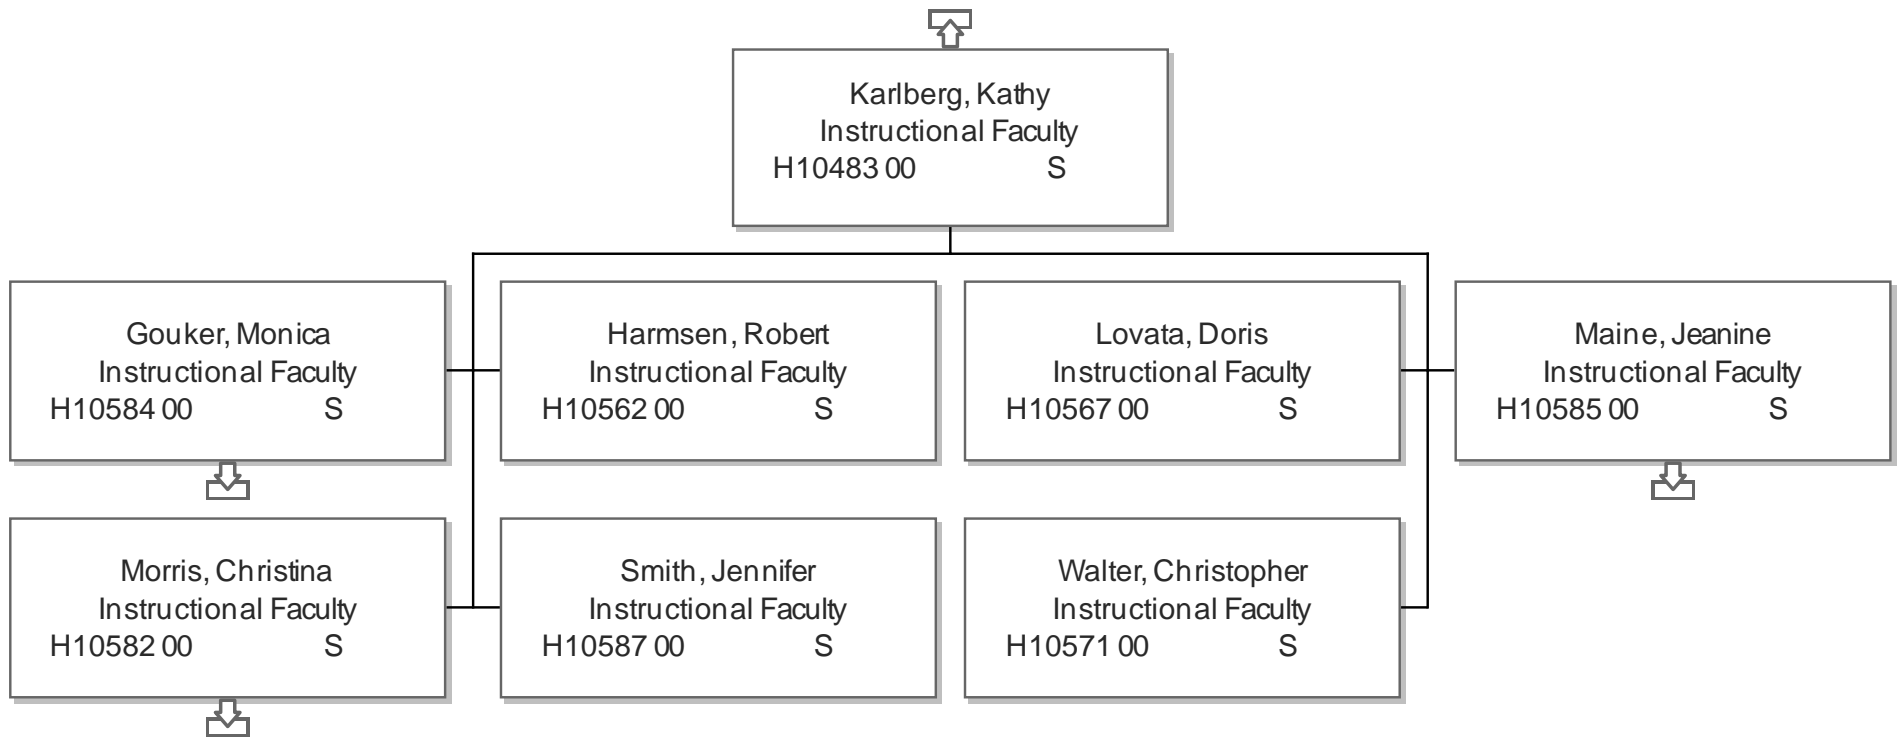 Karlberg, Kathy
Instructional Faculty
H10483 00 S
Gouker, Monica
Instructional Faculty
H10584 00 S
Harmsen, Robert
Instructional Faculty
H10562 00 S
Lovata, Doris
Instructional Faculty
H10567 00 S
Maine, Jeanine
Instructional Faculty
H10585 00 S
Morris, Christina
Instructional Faculty
H10582 00 S
Smith, Jennifer
Instructional Faculty
H10587 00 S
Walter, Christopher
Instructional Faculty
H10571 00 S